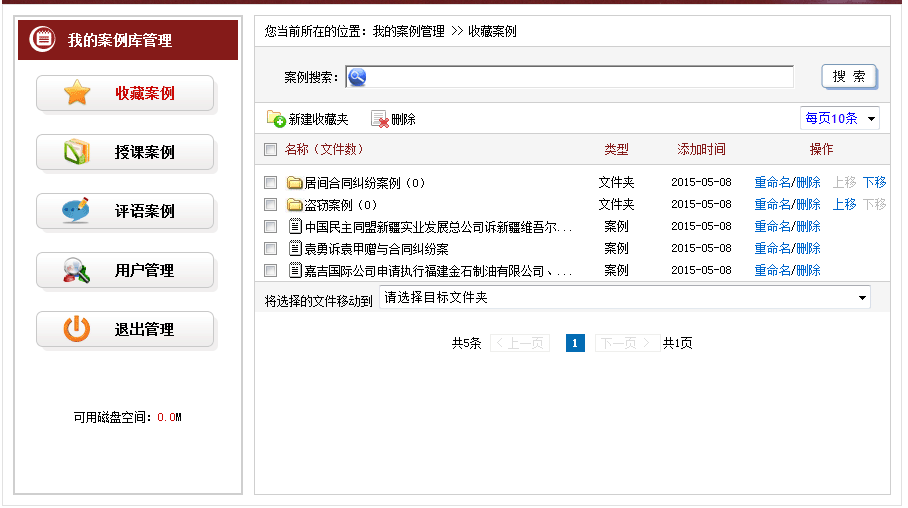 我的案例库管理
收藏案例
授课案例
评语案例
用户管理
退出管理
可用磁盘空间: 0.0M
您当前所在的位置: 我的案例管理 >> 收藏案例
案例搜索: 搜 索
新建收藏夹 删除 每页10条
名称（文件数） 类型 添加时间 操作
居间合同纠纷案例（0） 文件夹 2015-05-08 重命名/删除 上移 下移
盗窃案例（0） 文件夹 2015-05-08 重命名/删除 上移 下移
中国民主同盟新疆实业发展总公司诉新疆维吾尔... 案例 2015-05-08 重命名/删除
袁勇诉袁甲赠与合同纠纷案 案例 2015-05-08 重命名/删除
嘉吉国际公司申请执行福建金石制油有限公司、... 案例 2015-05-08 重命名/删除
将选择的文件移动到 请选择目标文件夹
共5条 < 上一页 1 下一页 > 共1页